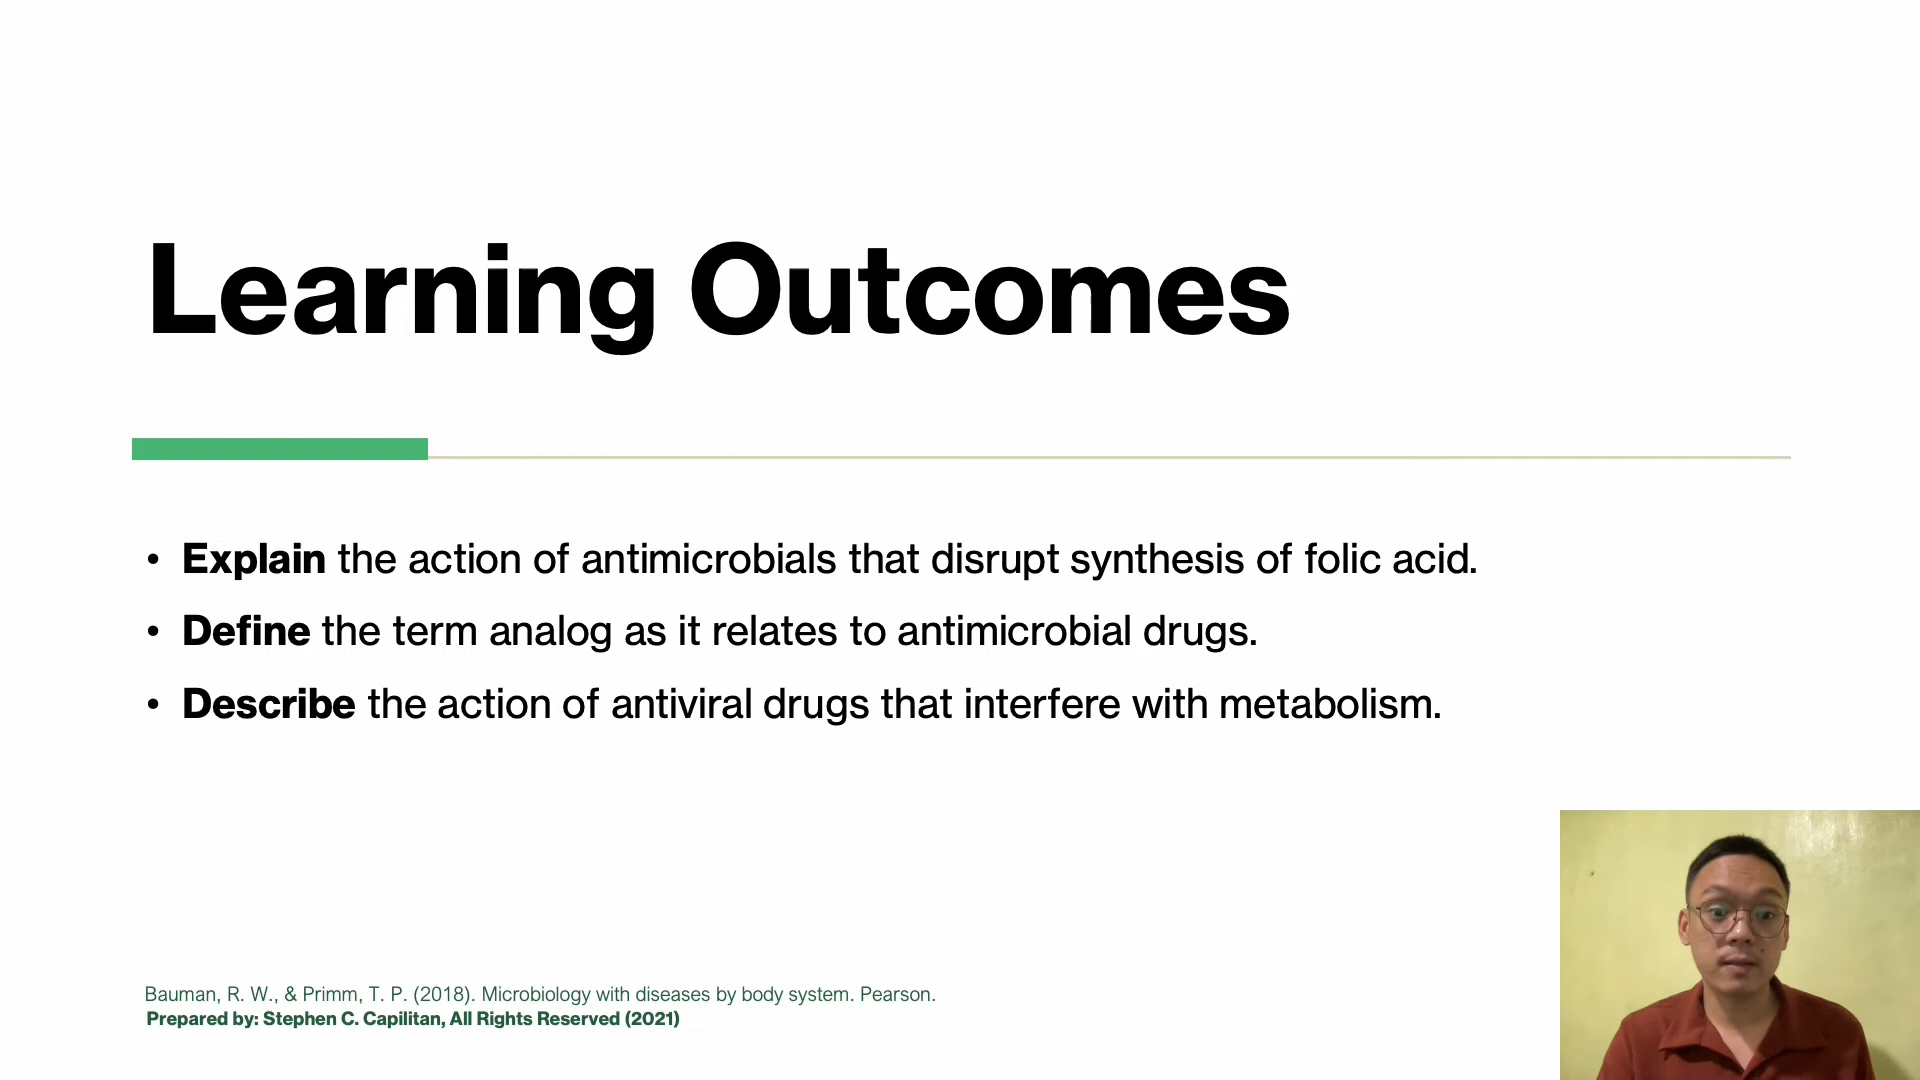 Learning Outcomes
• Explain the action of antimicrobials that disrupt synthesis of folic acid.
• Define the term analog as it relates to antimicrobial drugs.
• Describe the action of antiviral drugs that interfere with metabolism.
Bauman, R. W., & Primm, T. P. (2018). Microbiology with diseases by body system. Pearson.
Prepared by: Stephen C. Capilitan, All Rights Reserved (2021)